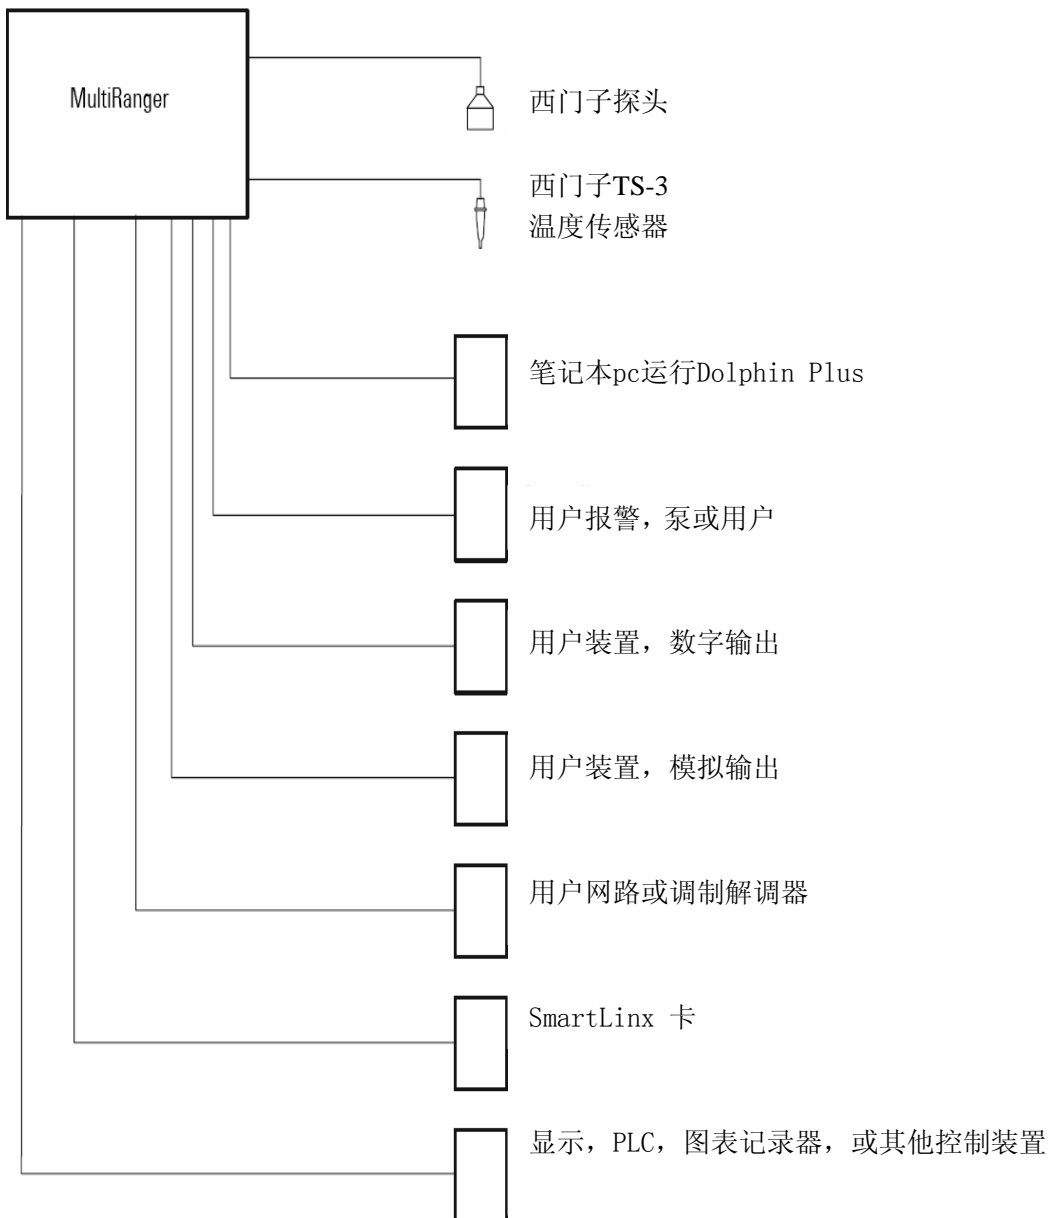 MultiRanger
西门子探头
西门子TS-3
温度传感器
笔记本pc运行Dolphin Plus
用户报警，泵或用户
用户装置，数字输出
用户装置，模拟输出
用户网路或调制解调器
SmartLinx 卡
显示，PLC，图表记录器，或其他控制装置